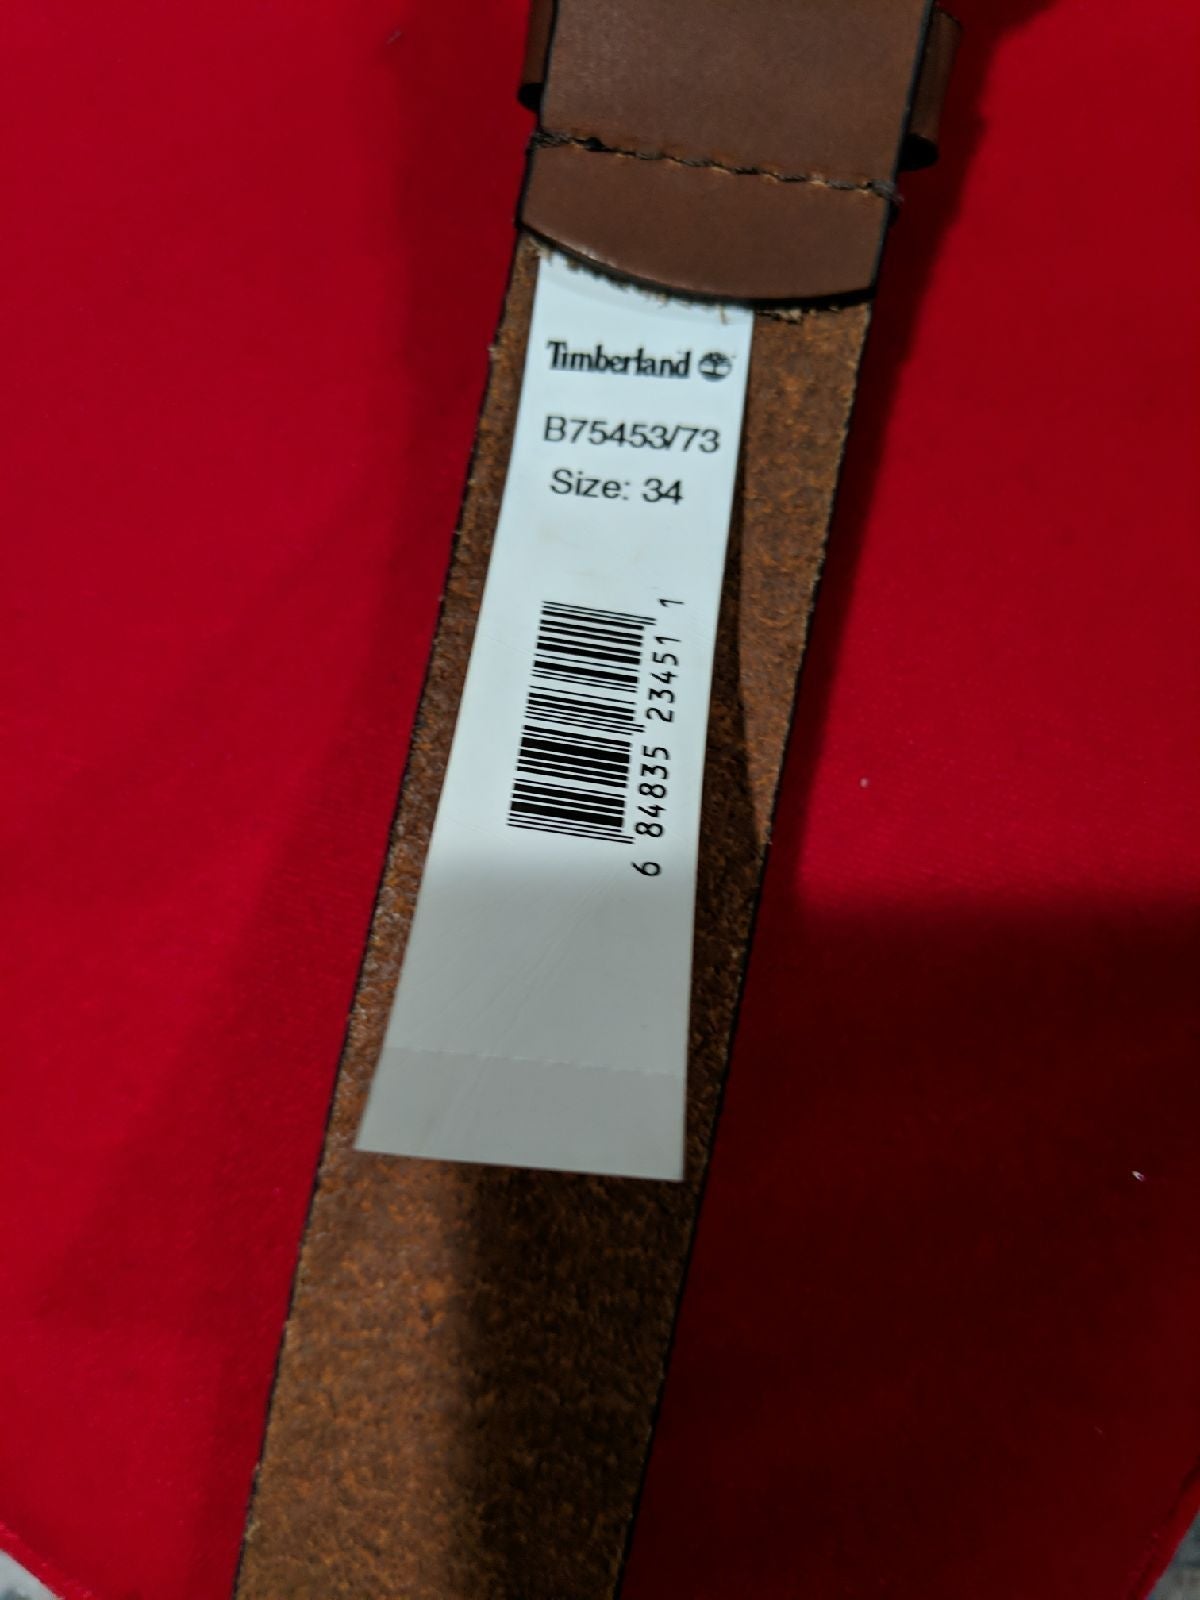 Timberland
B75453/73
Size: 34
6 84835 23451 1